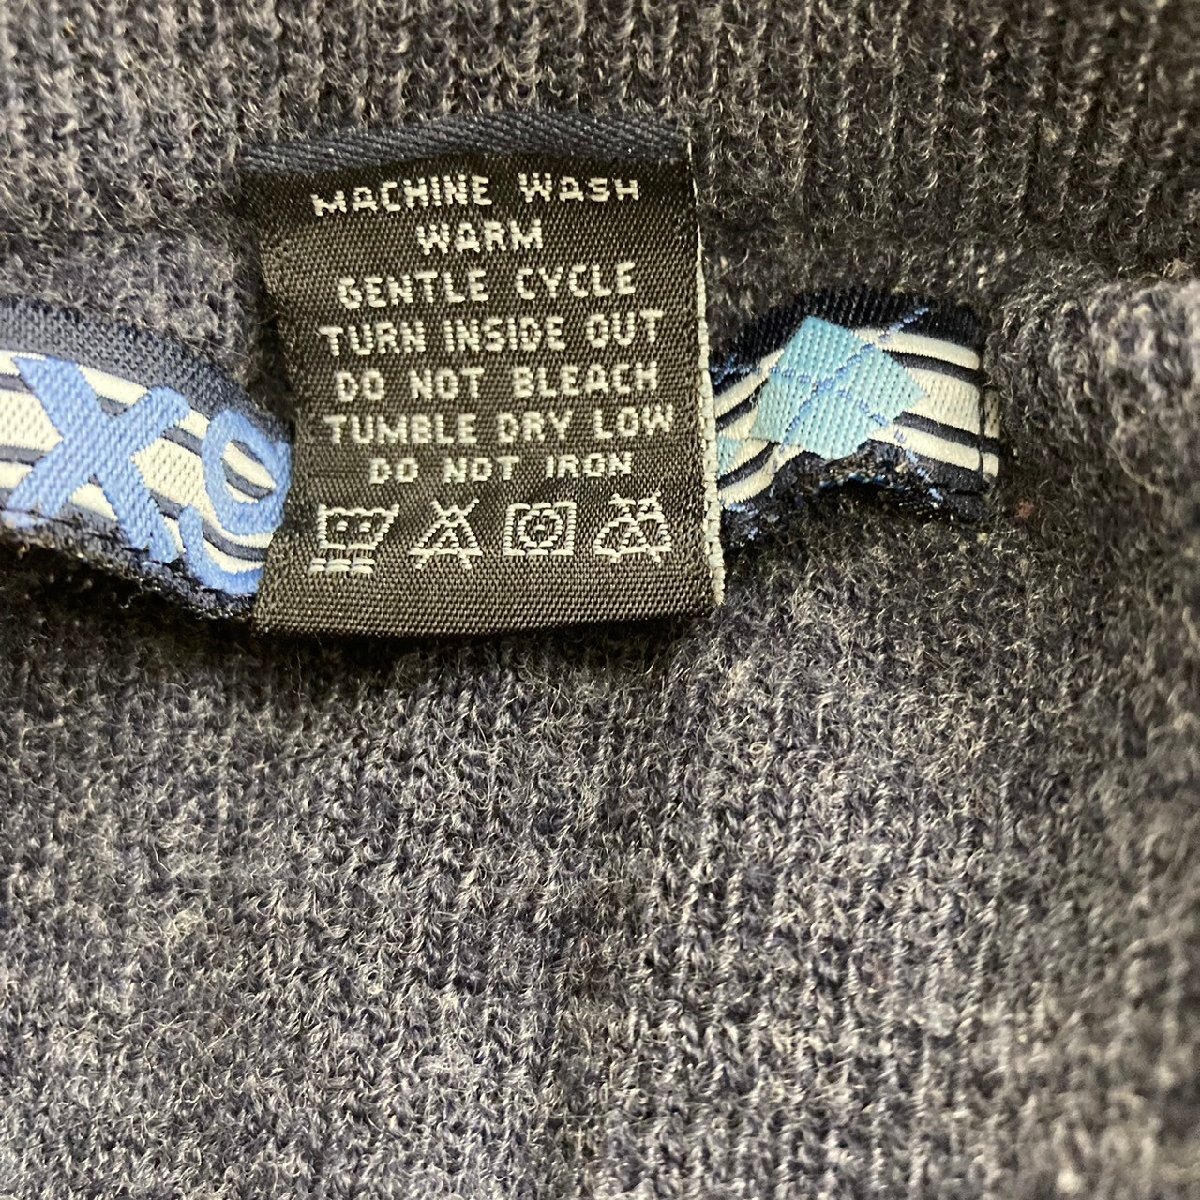 MACHINE WASH
WARM
GENTLE CYCLE
TURN INSIDE OUT
DO NOT BLEACH
TUMBLE DRY LOW
DO NOT IRON